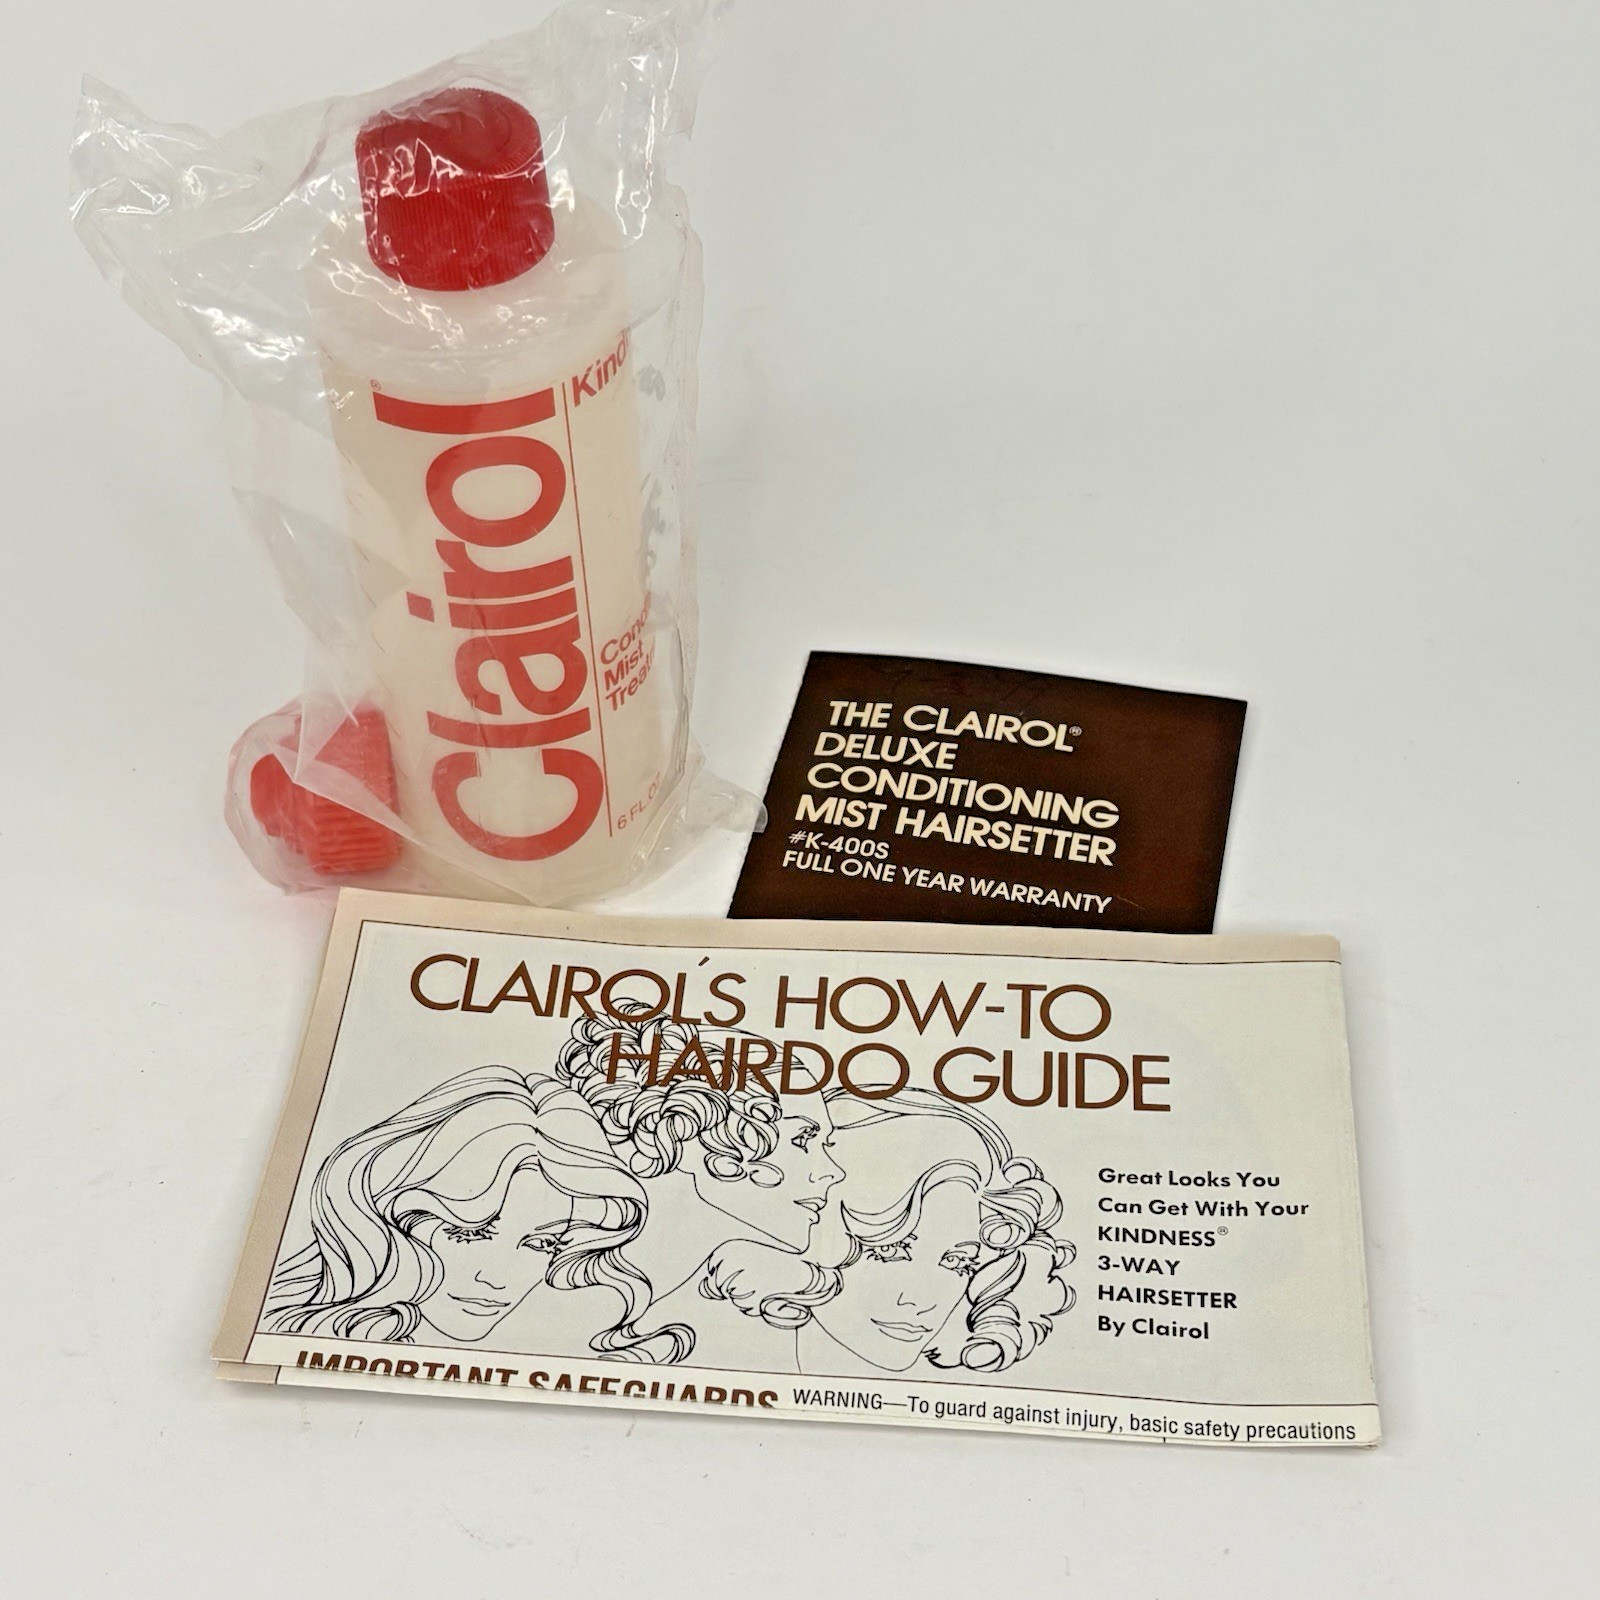 Clairol®
Kind
Cond
Mist
Treat
6 FL OZ
THE CLAIROL®
DELUXE
CONDITIONING
MIST HAIRSETTER
#K-400S
FULL ONE YEAR WARRANTY
CLAIROL'S HOW-TO
HAIRDO GUIDE
Great Looks You
Can Get With Your
KINDNESS®
3-WAY
HAIRSETTER
By Clairol
IMPORTANT SAFEGUARDS WARNING—To guard against injury, basic safety precautions